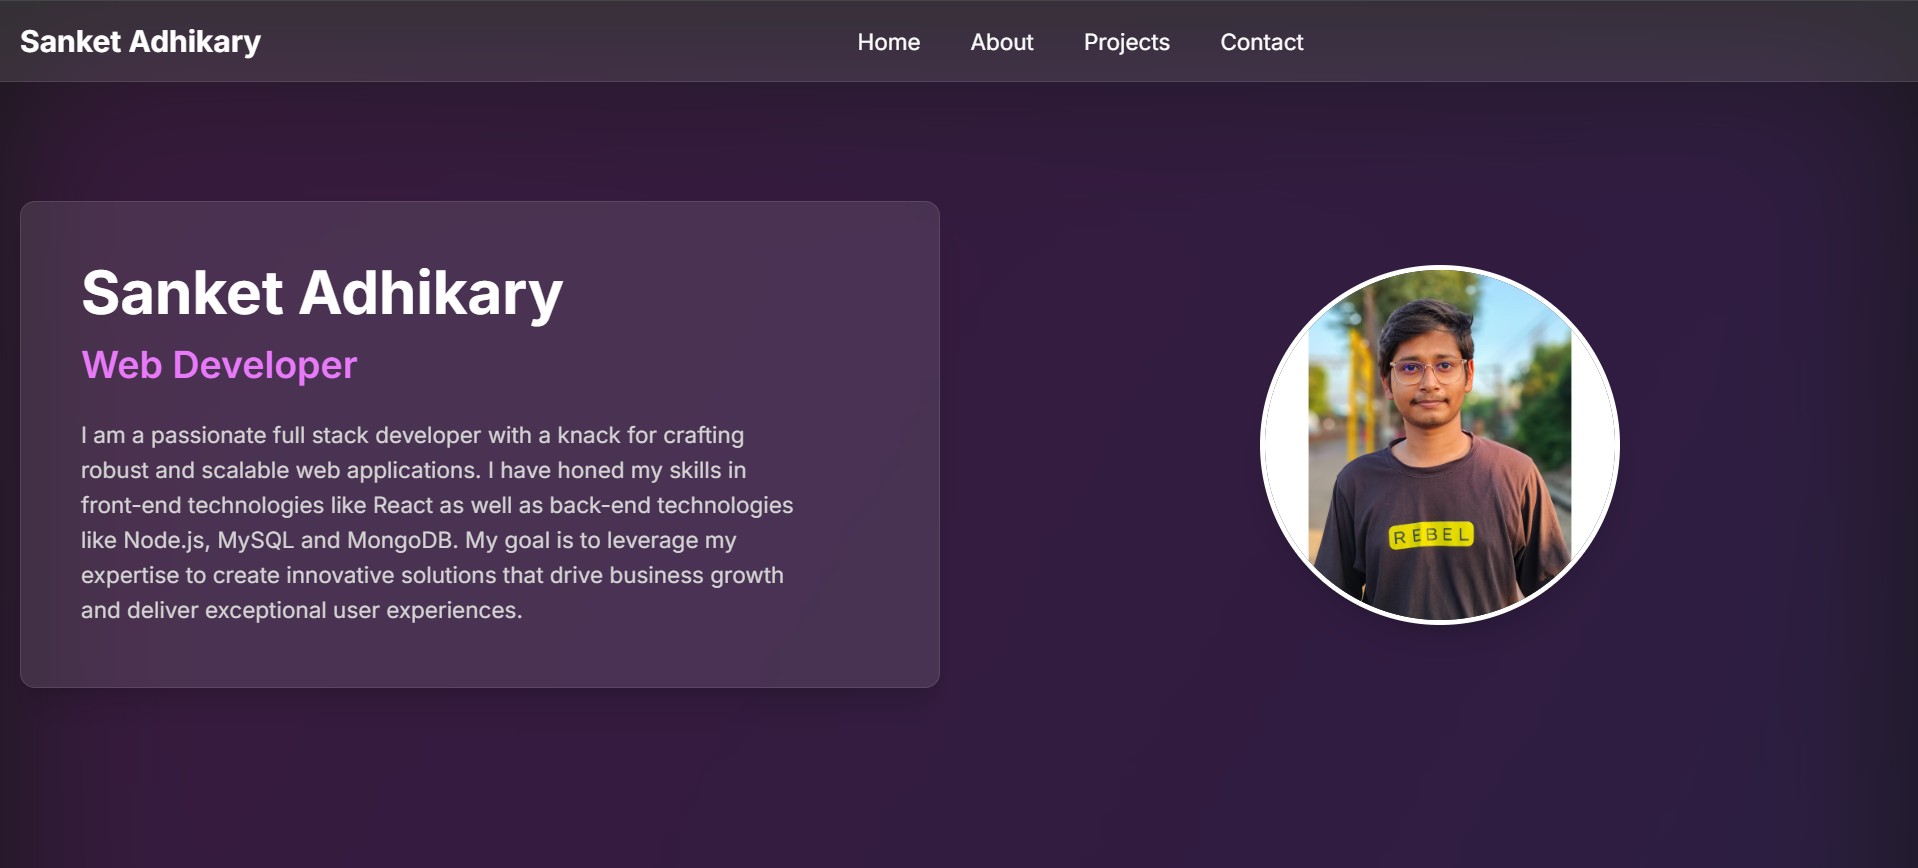 Sanket Adhikary
Home About Projects Contact
Sanket Adhikary
Web Developer
I am a passionate full stack developer with a knack for crafting
robust and scalable web applications. I have honed my skills in
front-end technologies like React as well as back-end technologies
like Node.js, MySQL and MongoDB. My goal is to leverage my
expertise to create innovative solutions that drive business growth
and deliver exceptional user experiences.
REBEL